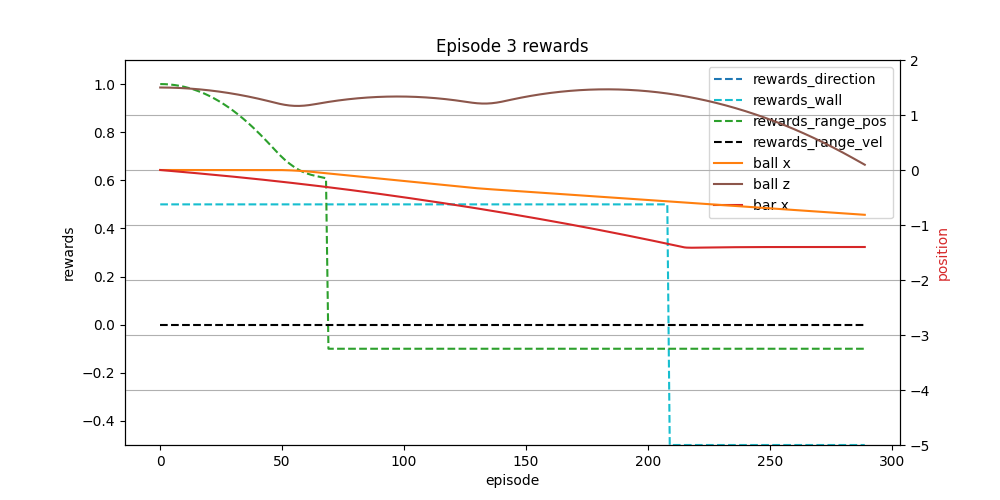 Episode 3 rewards
rewards_direction
rewards_wall
rewards_range_pos
rewards_range_vel
ball x
ball z
bar x
1.0
0.8
0.6
0.4
0.2
0.0
−0.2
−0.4
rewards
2
1
0
−1
−2
−3
−4
−5
position
0
50
100
150
200
250
300
episode